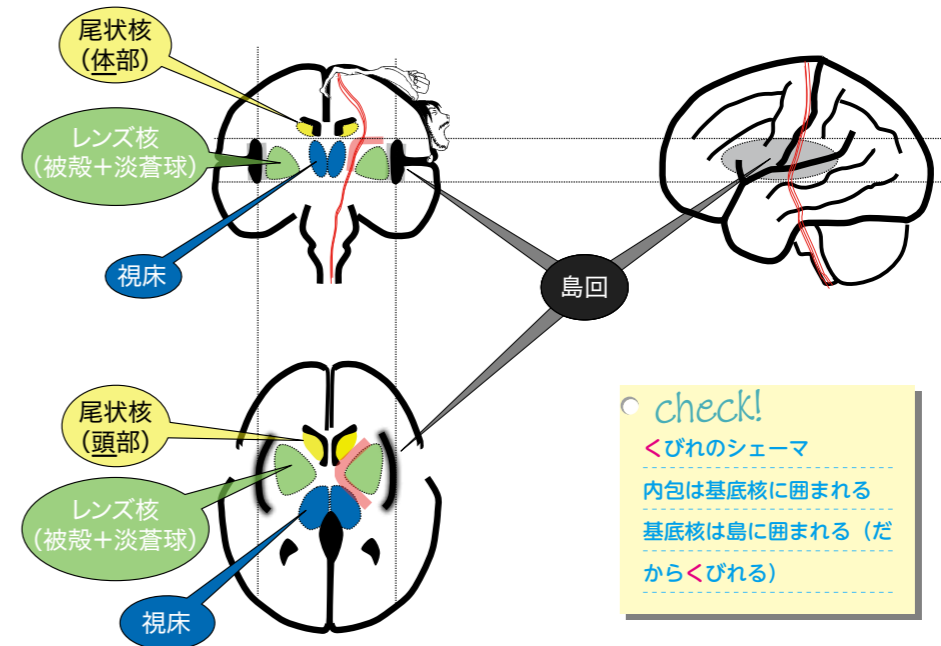 尾状核
（体部）
レンズ核
（被殻＋淡蒼球）
視床
島回
尾状核
（頭部）
レンズ核
（被殻＋淡蒼球）
視床
check!
くびれのシェーマ
内包は基底核に囲まれる
基底核は島に囲まれる（だ
からくびれる）